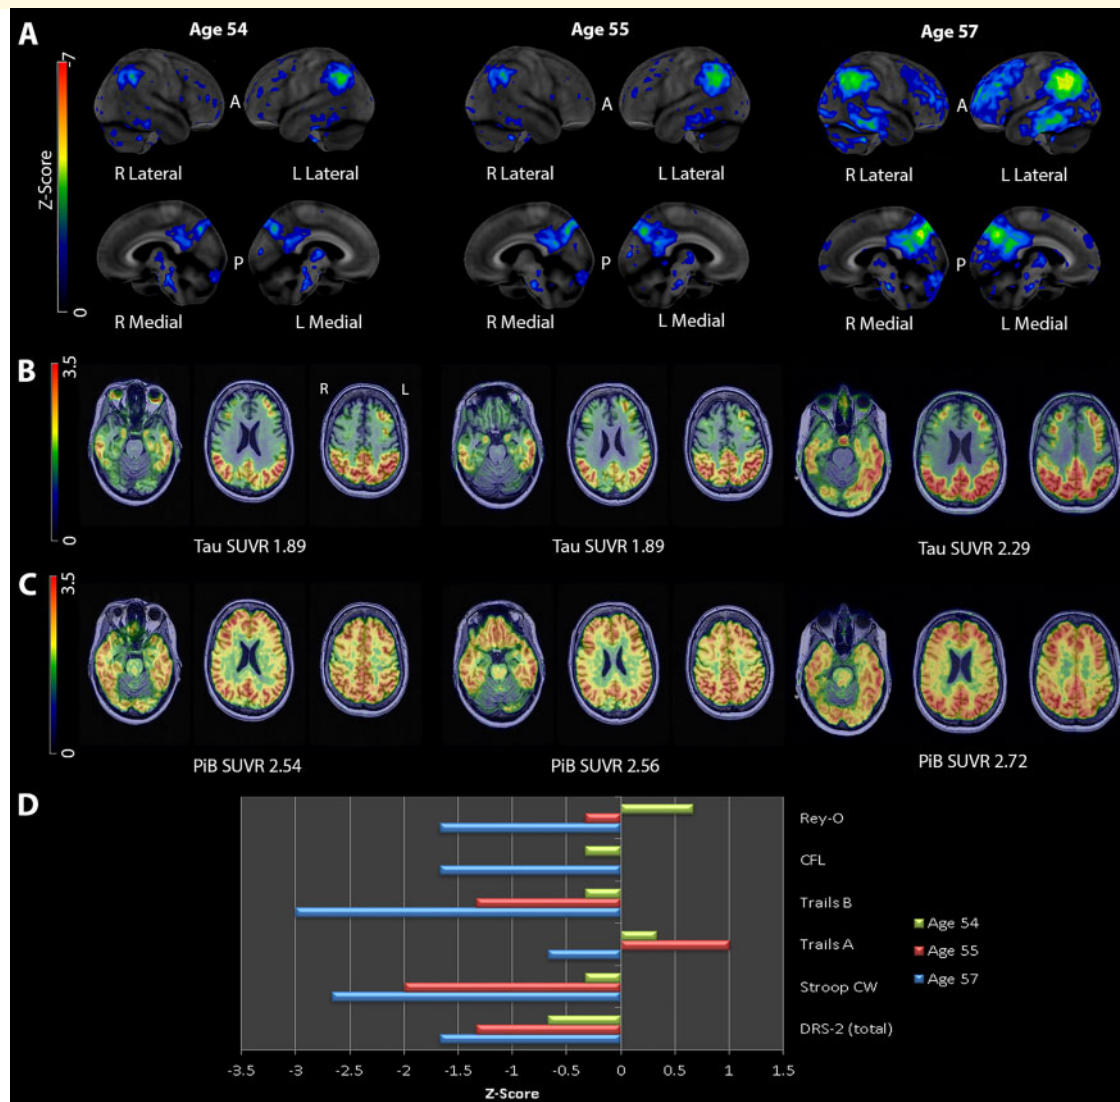 A
Age 54
Age 55
Age 57
-7
Z-Score
0
A
A
A
R Lateral
L Lateral
R Lateral
L Lateral
R Lateral
L Lateral
P
P
P
R Medial
L Medial
R Medial
L Medial
R Medial
L Medial
B
3.5
0
R
L
Tau SUVR 1.89
Tau SUVR 1.89
Tau SUVR 2.29
C
3.5
0
PiB SUVR 2.54
PiB SUVR 2.56
PiB SUVR 2.72
D
Rey-O
CFL
Trails B
Trails A
Stroop CW
DRS-2 (total)
Age 54
Age 55
Age 57
-3.5 -3 -2.5 -2 -1.5 -1 -0.5 0 0.5 1 1.5
Z-Score